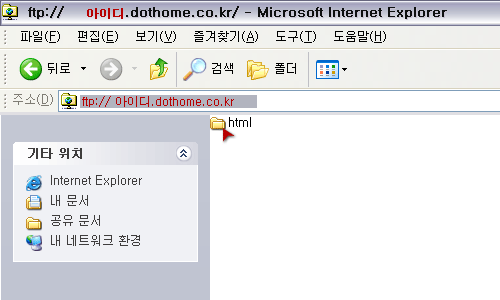 ftp:// 아이디.dothome.co.kr/ - Microsoft Internet Explorer
파일(F) 편집(E) 보기(V) 즐겨찾기(A) 도구(T) 도움말(H)
뒤로 검색 폴더
주소(D) ftp:// 아이디.dothome.co.kr
html
기타 위치
Internet Explorer
내 문서
공유 문서
내 네트워크 환경